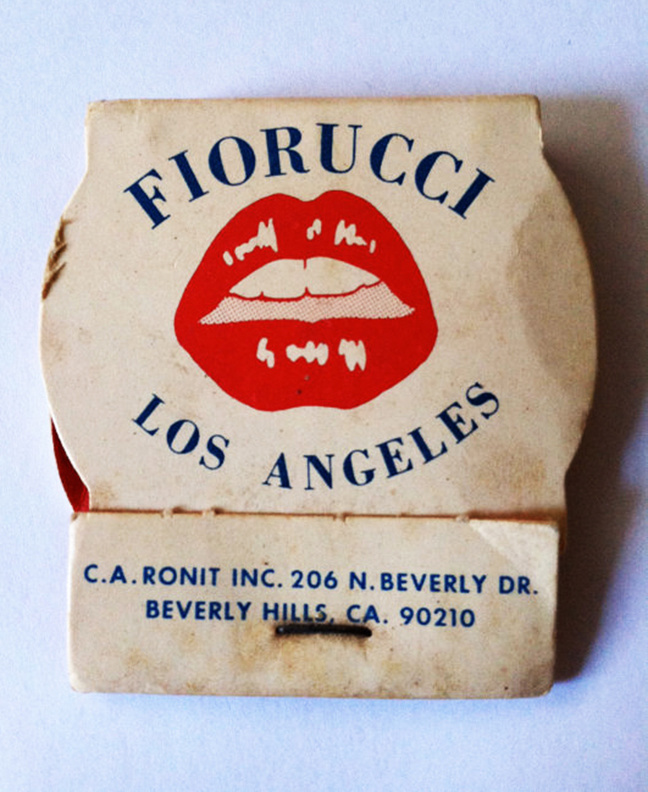 FIORUCCI
LOS ANGELES
C.A. RONIT INC. 206 N. BEVERLY DR.
BEVERLY HILLS, CA. 90210